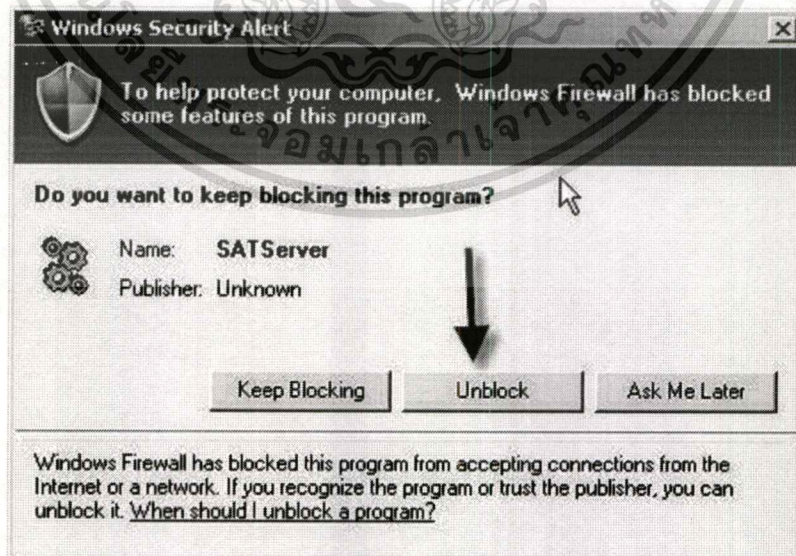 Windows Security Alert
To help protect your computer, Windows Firewall has blocked
some features of this program.
Do you want to keep blocking this program?
Name: SATServer
Publisher: Unknown
Keep Blocking Unblock Ask Me Later
Windows Firewall has blocked this program from accepting connections from the
Internet or a network. If you recognize the program or trust the publisher, you can
unblock it. When should I unblock a program?